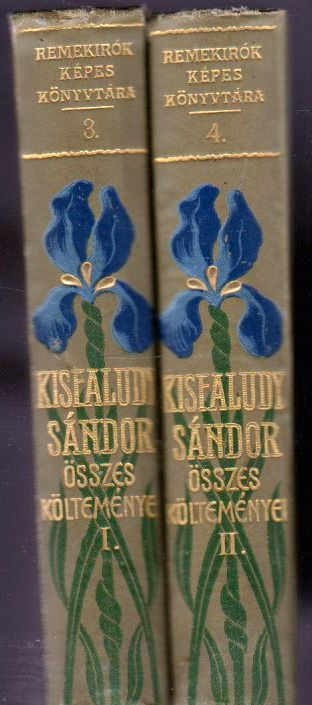 REMEKIRÓK
KÉPES
KÖNYVTÁRA
3.
KISFALUDY
SÁNDOR
ÖSSZES
KÖLTEMÉNYEI
I.
REMEKIRÓK
KÉPES
KÖNYVTÁRA
4.
KISFALUDY
SÁNDOR
ÖSSZES
KÖLTEMÉNYEI
II.